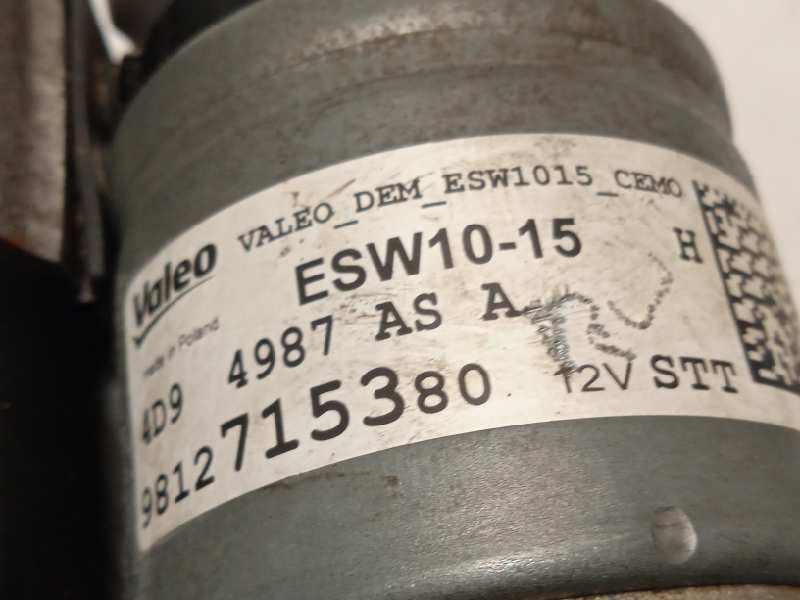 VALEO_DEM_ESW1015_CEMO
Valeo ESW10-15 H
made in Poland
4D9 4987 AS A
9812715380 12V STT